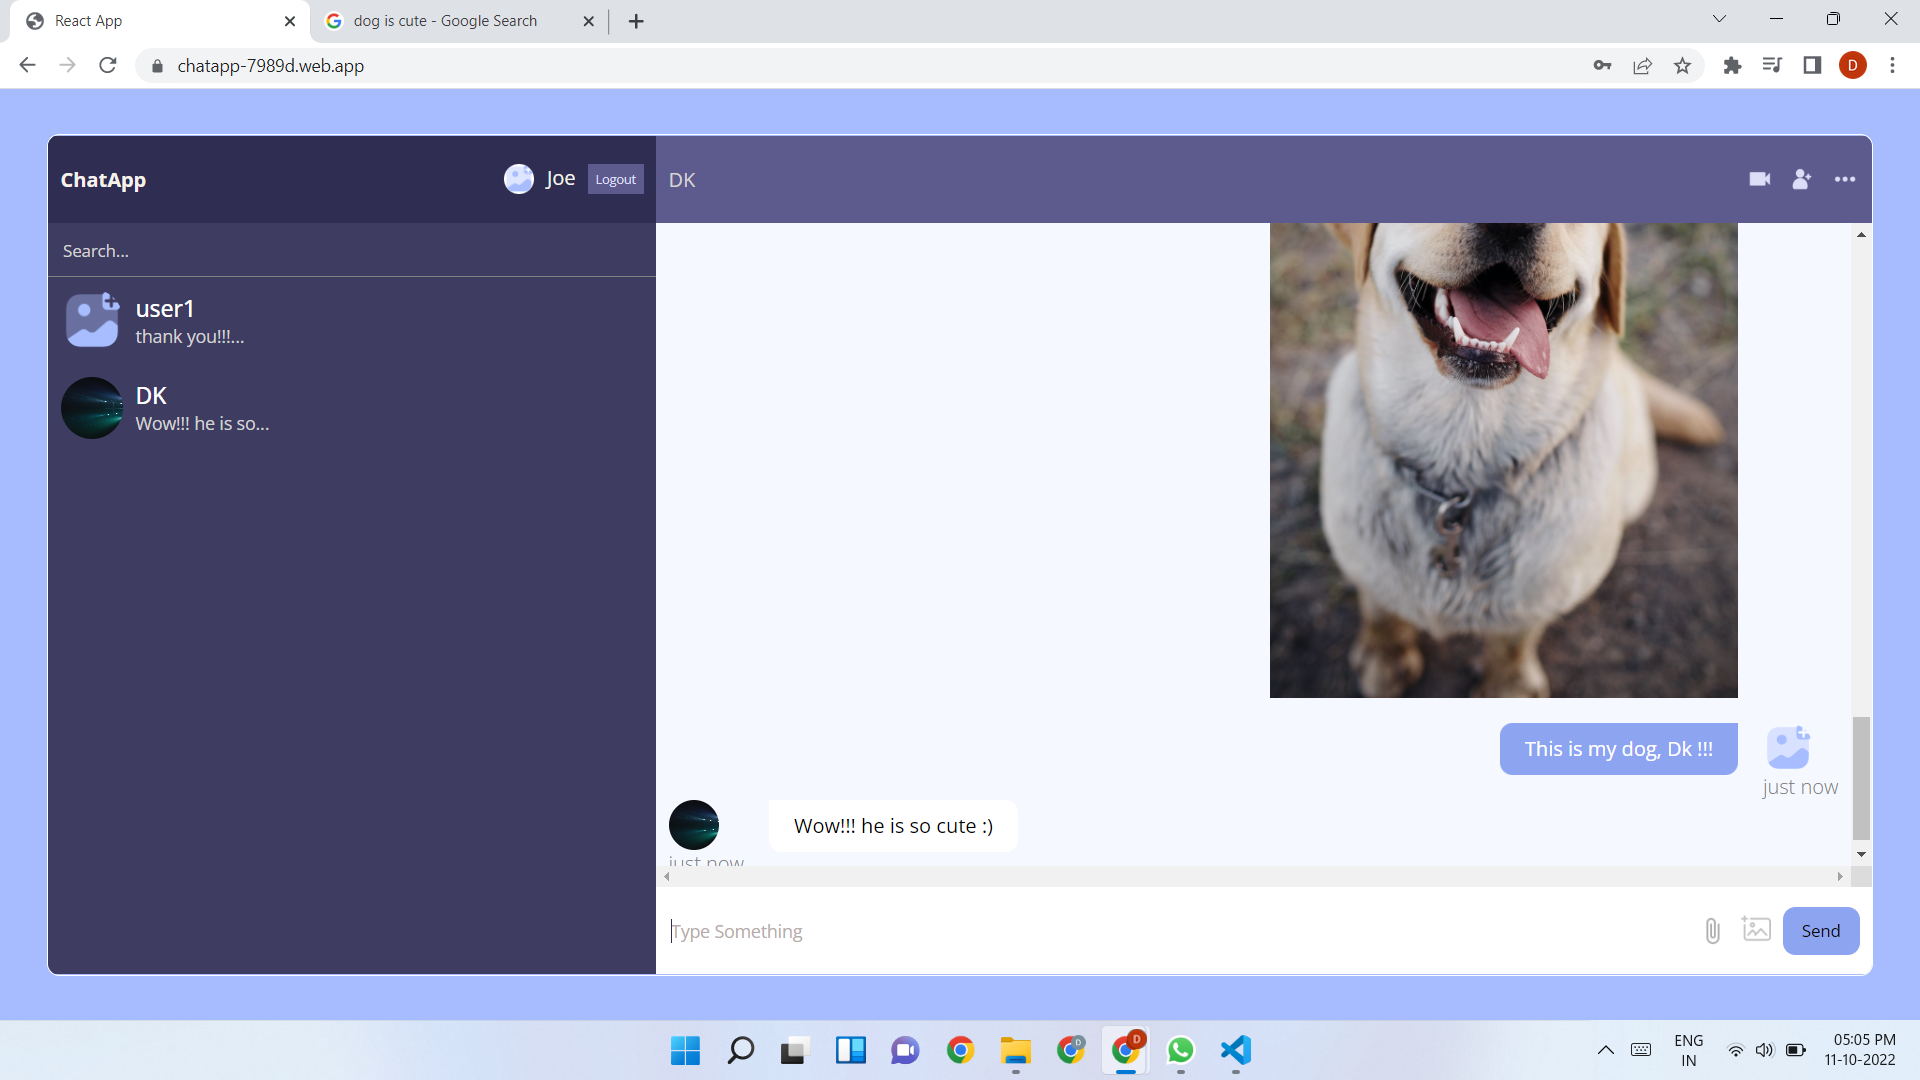 React App
dog is cute - Google Search
chatapp-7989d.web.app
D
ChatApp
Joe
Logout
DK
Search...
user1
thank you!!!...
DK
Wow!!! he is so...
This is my dog, Dk !!!
just now
Wow!!! he is so cute :)
just now
Type Something
Send
D
D
ENG
IN
05:05 PM
11-10-2022